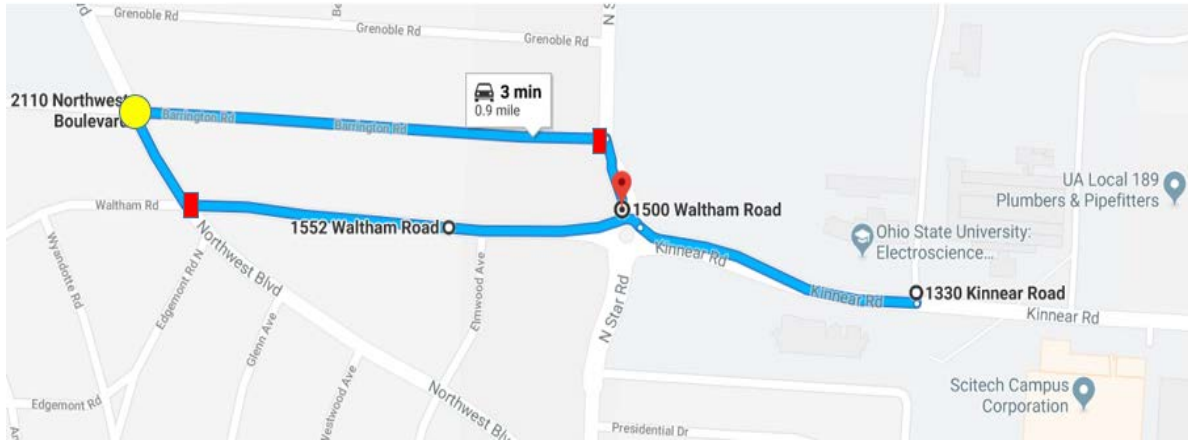 Grenoble Rd
Grenoble Rd
Grenoble Rd
N S
3 min
0.9 mile
2110 Northwest
Boulevard
Barrington Rd
Barrington Rd
UA Local 189
Plumbers & Pipefitters
Waltham Rd
1552 Waltham Road
1500 Waltham Road
Ohio State University:
Electroscience...
Kinnear Rd
Northwest Blvd
Wyandotte Rd
Edgemont Rd N
Elmwood Ave
N Star Rd
Kinnear Rd
1330 Kinnear Road
Kinnear Rd
Glenn Ave
Westwood Ave
Scitech Campus
Corporation
Edgemont Rd
Northwest Blvd
Presidential Dr